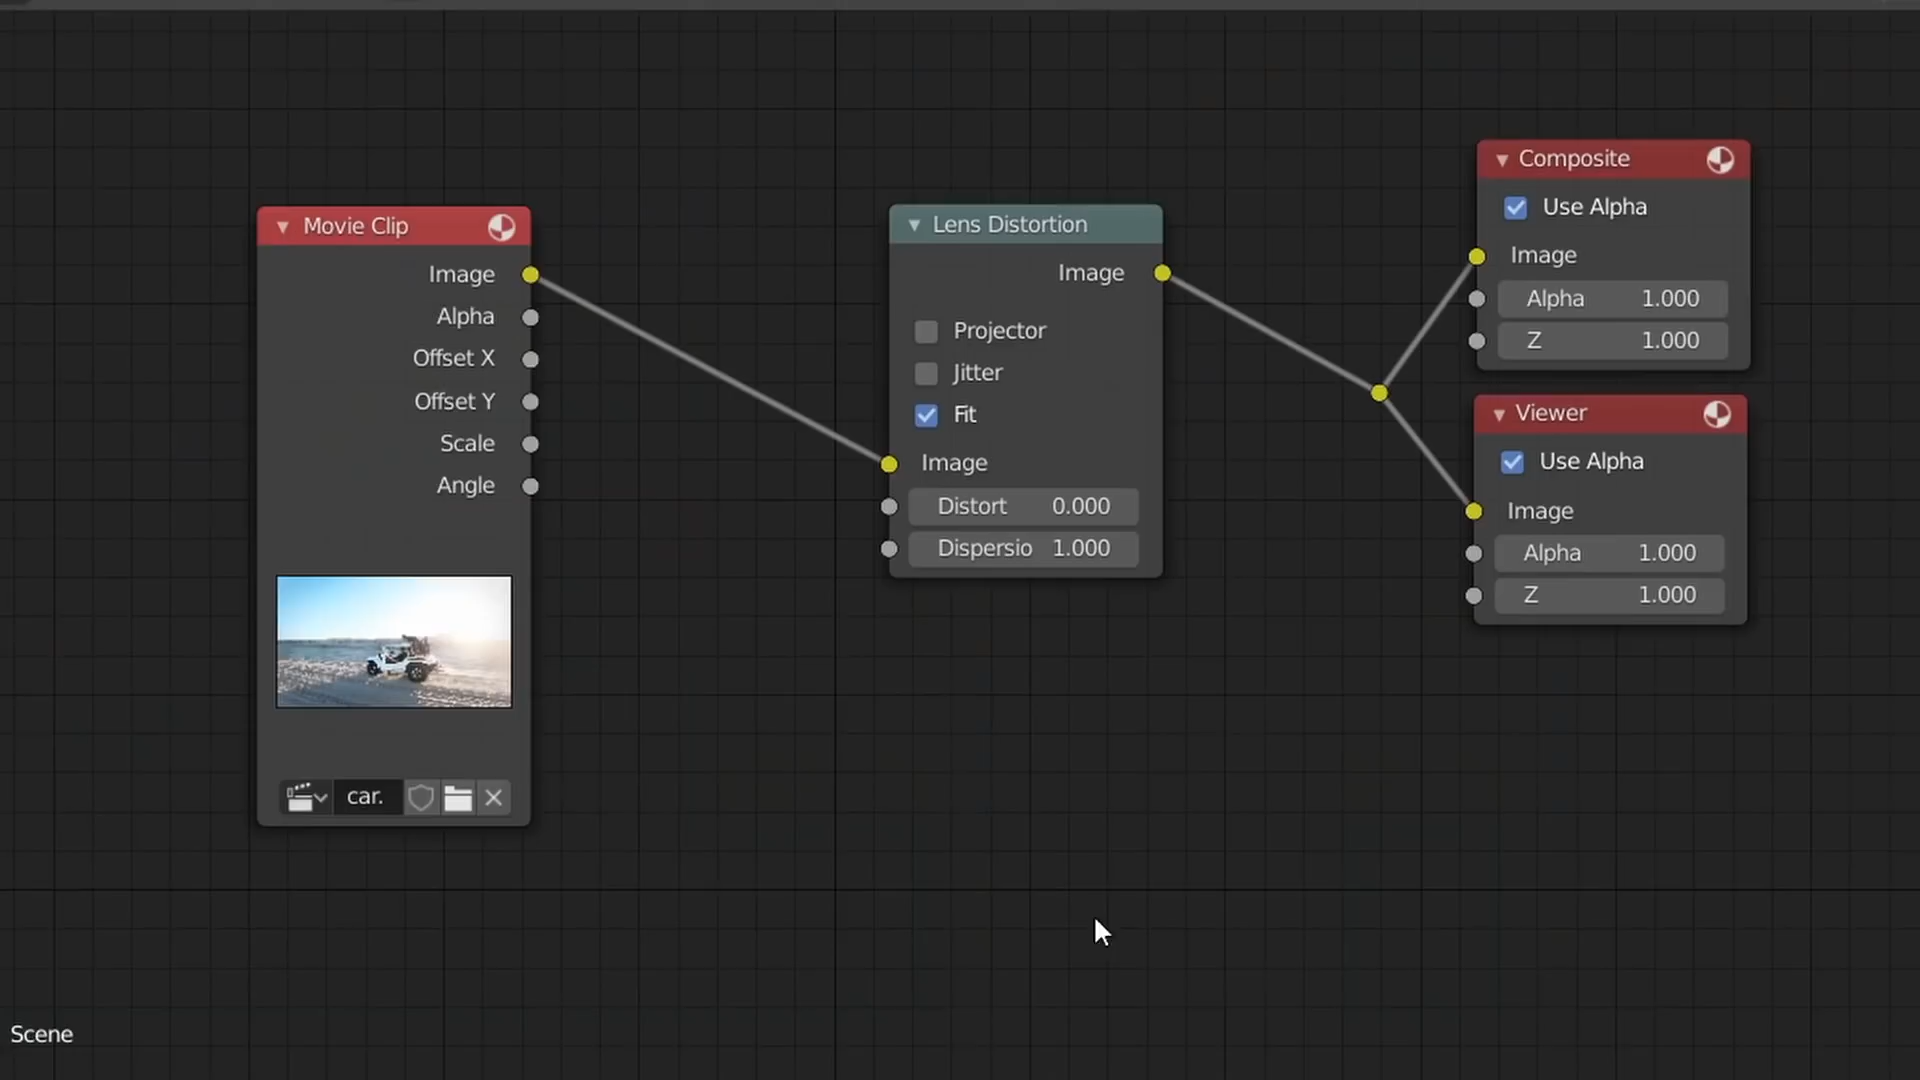 Movie Clip
Image
Alpha
Offset X
Offset Y
Scale
Angle
car.
Lens Distortion
Image
Projector
Jitter
Fit
Image
Distort 0.000
Dispersio 1.000
Composite
Use Alpha
Image
Alpha 1.000
Z 1.000
Viewer
Use Alpha
Image
Alpha 1.000
Z 1.000
Scene